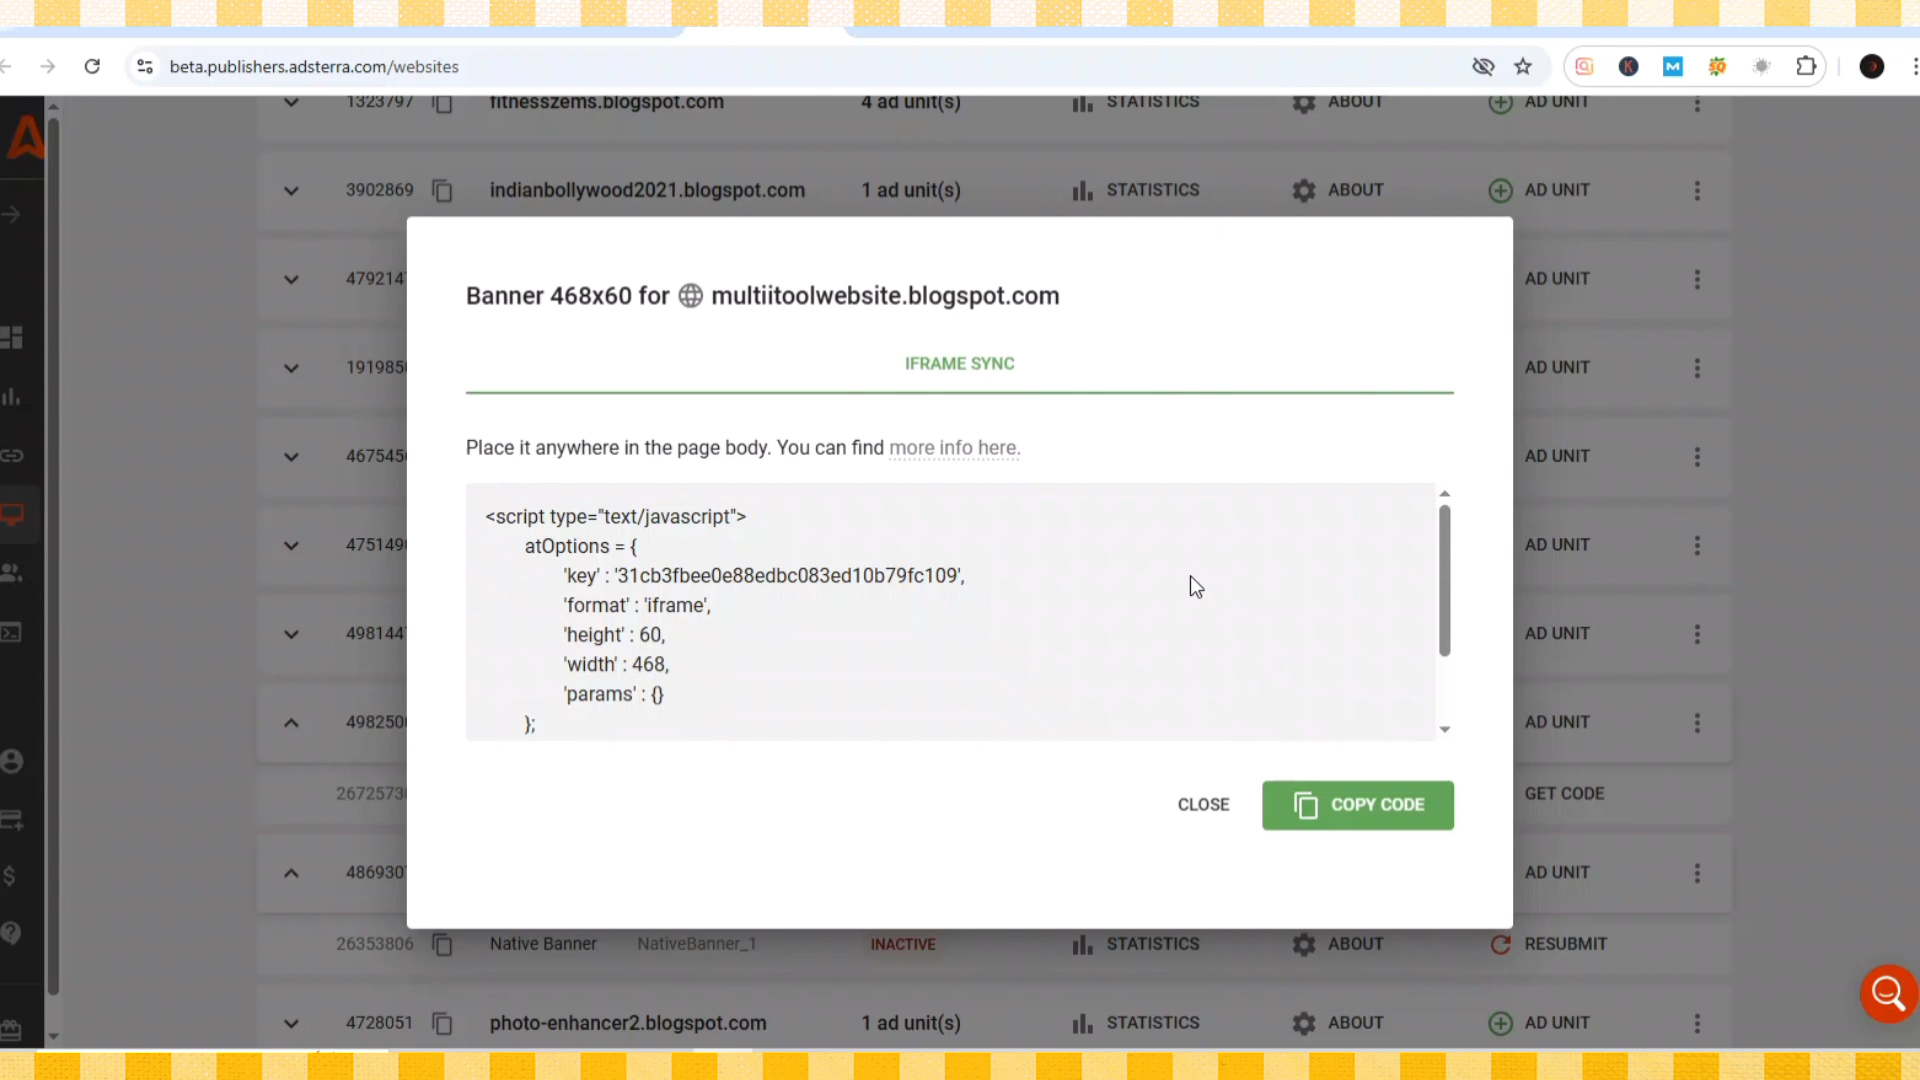 beta.publishers.adsterra.com/websites
1323797 fitnesszems.blogspot.com 4 ad unit(s) STATISTICS ABOUT AD UNIT
3902869 indianbollywood2021.blogspot.com 1 ad unit(s) STATISTICS ABOUT AD UNIT
Banner 468x60 for multiitoolwebsite.blogspot.com
IFRAME SYNC
Place it anywhere in the page body. You can find more info here.
<script type="text/javascript">
atOptions = {
'key' : '31cb3fbee0e88edbc083ed10b79fc109',
'format' : 'iframe',
'height' : 60,
'width' : 468,
'params' : {}
};
CLOSE COPY CODE
AD UNIT
AD UNIT
AD UNIT
AD UNIT
AD UNIT
AD UNIT
GET CODE
AD UNIT
26353806 Native Banner NativeBanner_1 INACTIVE STATISTICS ABOUT RESUBMIT
4728051 photo-enhancer2.blogspot.com 1 ad unit(s) STATISTICS ABOUT AD UNIT